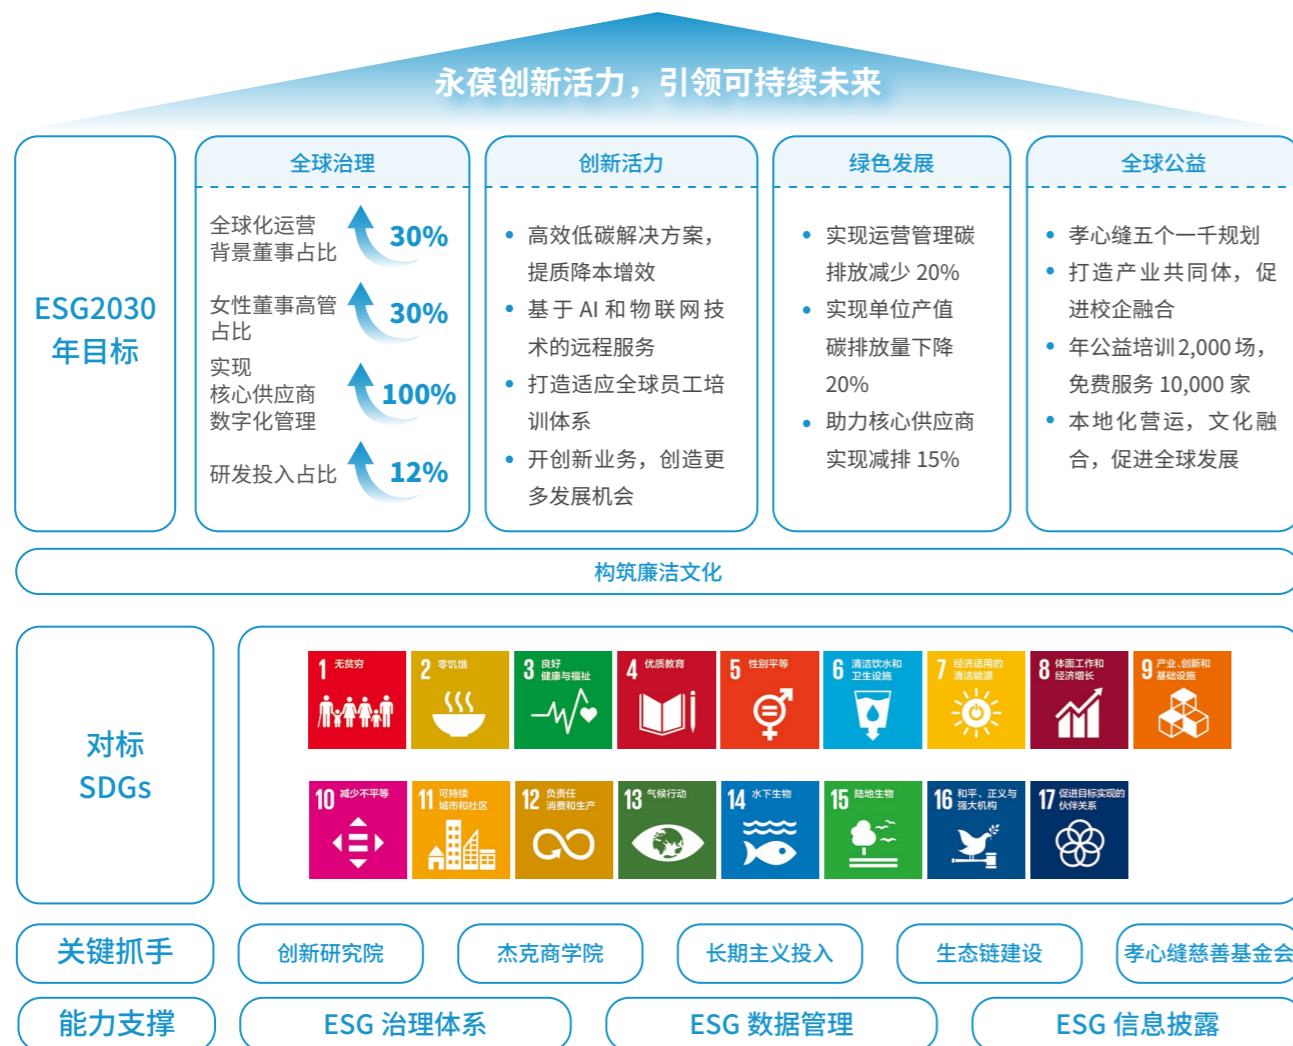 永葆创新活力，引领可持续未来
ESG2030
年目标
全球治理
全球化运营
背景董事占比
30%
女性董事高管
占比
30%
实现
核心供应商
数字化管理
100%
研发投入占比
12%
创新活力
• 高效低碳解决方案，
提质降本增效
• 基于 AI 和物联网技
术的远程服务
• 打造适应全球员工培
训体系
• 开创新业务，创造更
多发展机会
绿色发展
• 实现运营管理碳
排放减少 20%
• 实现单位产值
碳排放量下降
20%
• 助力核心供应商
实现减排 15%
全球公益
• 孝心缝五个一千规划
• 打造产业共同体，促
进校企融合
• 年公益培训 2,000 场，
免费服务 10,000 家
• 本地化营运，文化融
合，促进全球发展
构筑廉洁文化
对标
SDGs
1 无贫穷
2 零饥饿
3 良好
健康与福祉
4 优质教育
5 性别平等
6 清洁饮水和
卫生设施
7 经济适用的
清洁能源
8 体面工作和
经济增长
9 产业、创新和
基础设施
10 减少不平等
11 可持续
城市和社区
12 负责任
消费和生产
13 气候行动
14 水下生物
15 陆地生物
16 和平、正义与
强大机构
17 促进目标实现的
伙伴关系
关键抓手
创新研究院
杰克商学院
长期主义投入
生态链建设
孝心缝慈善基金会
能力支撑
ESG 治理体系
ESG 数据管理
ESG 信息披露